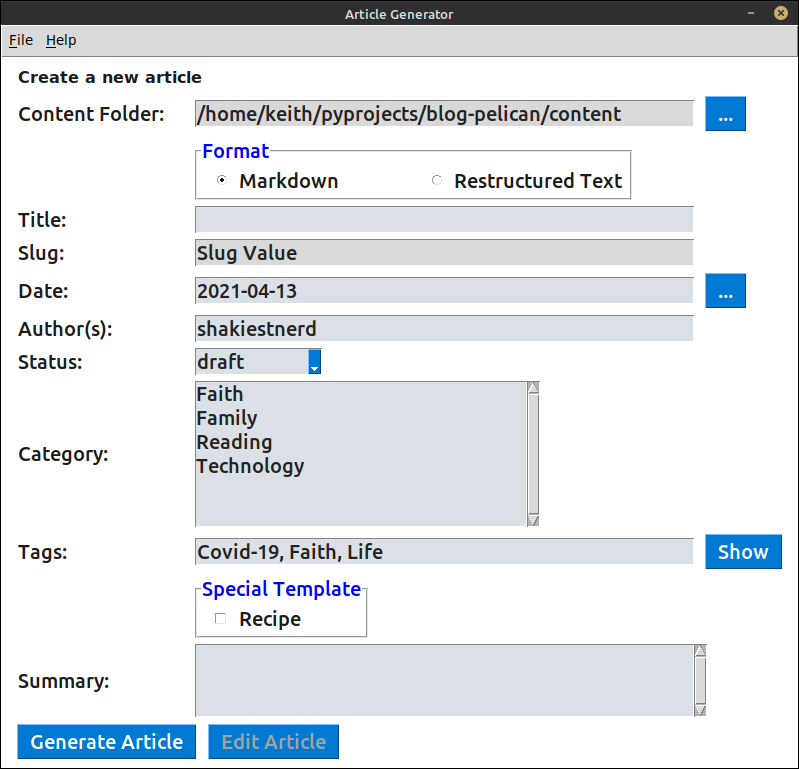 Article Generator
File Help
Create a new article
Content Folder: /home/keith/pyprojects/blog-pelican/content ...
Format
Markdown Restructured Text
Title:
Slug: Slug Value
Date: 2021-04-13 ...
Author(s): shakiestnerd
Status: draft
Category:
Faith
Family
Reading
Technology
Tags: Covid-19, Faith, Life Show
Special Template
Recipe
Summary:
Generate Article Edit Article